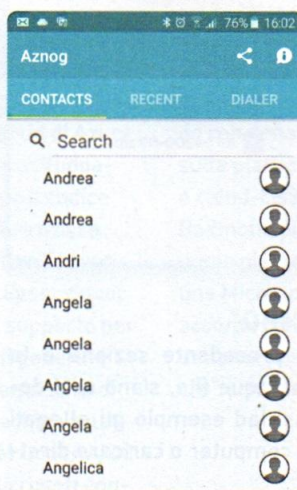 76% 16:02
Aznog
CONTACTS RECENT DIALER
Search
Andrea
Andrea
Andri
Angela
Angela
Angela
Angela
Angelica